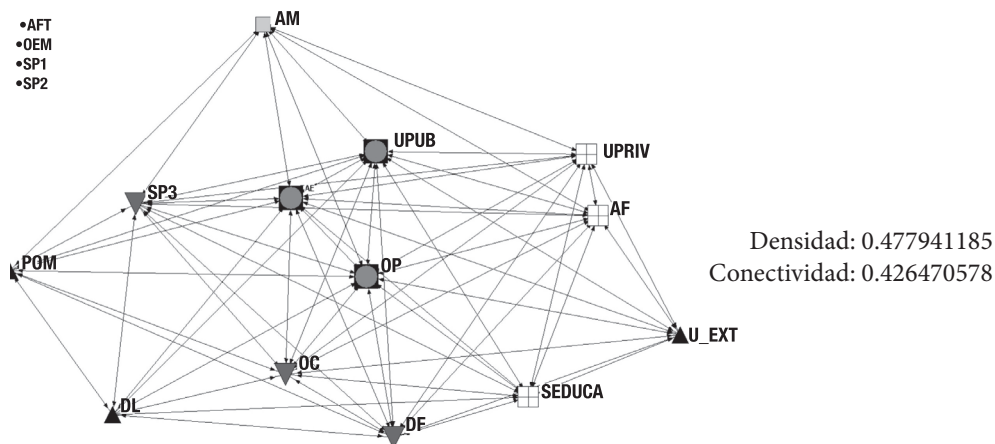 •AFT
•OEM
•SP1
•SP2
AM
UPUB
UPRIV
SP3
AE
AF
POM
OP
U_EXT
OC
SEDUCA
DL
DF
Densidad: 0.477941185
Conectividad: 0.426470578